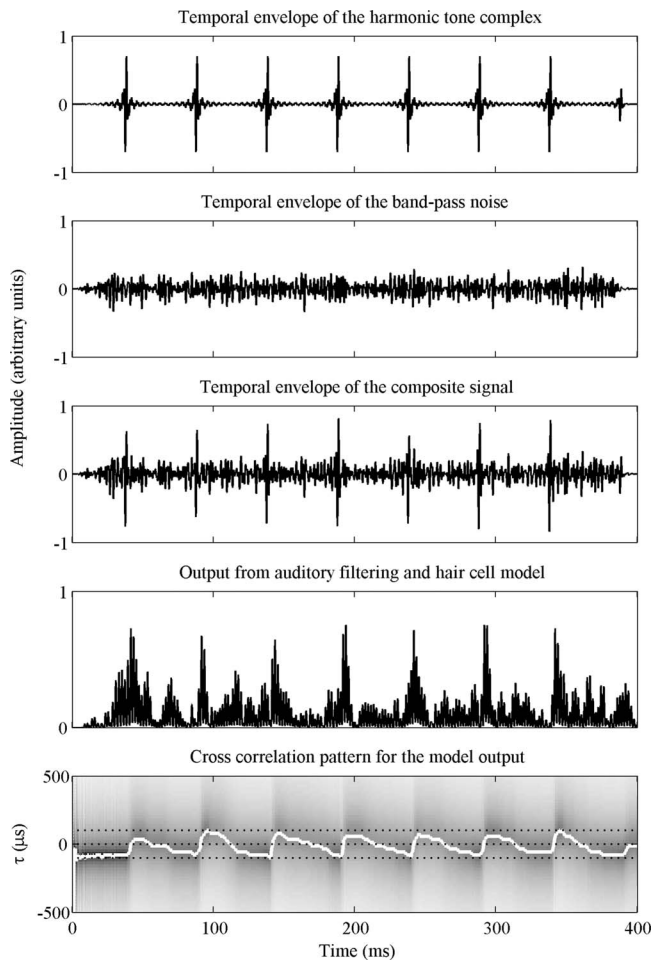 Temporal envelope of the harmonic tone complex
1
0
-1
Temporal envelope of the band-pass noise
1
0
-1
Amplitude (arbitrary units)
Temporal envelope of the composite signal
1
0
-1
Output from auditory filtering and hair cell model
1
0
Cross correlation pattern for the model output
500
0
-500
τ (μs)
0 100 200 300 400
Time (ms)